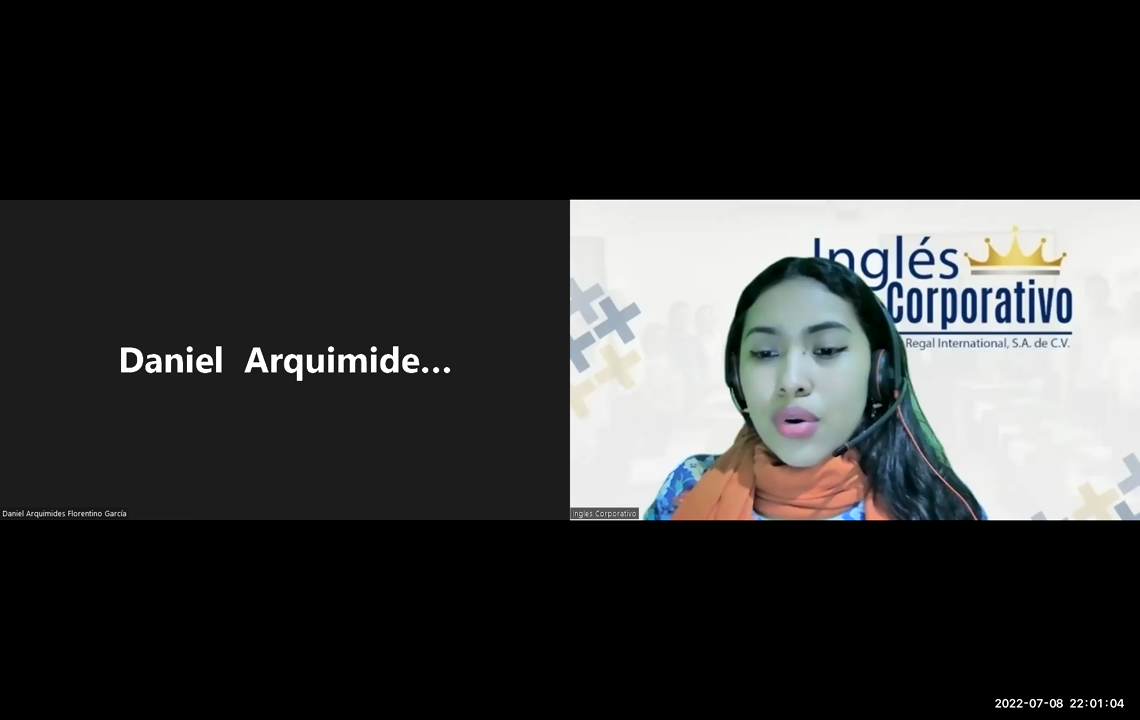 Daniel Arquimide...
Daniel Arquimides Florentino García
Inglés
Corporativo
Regal International, S.A. de C.V.
Ingles Corporativo
2022-07-08 22:01:04